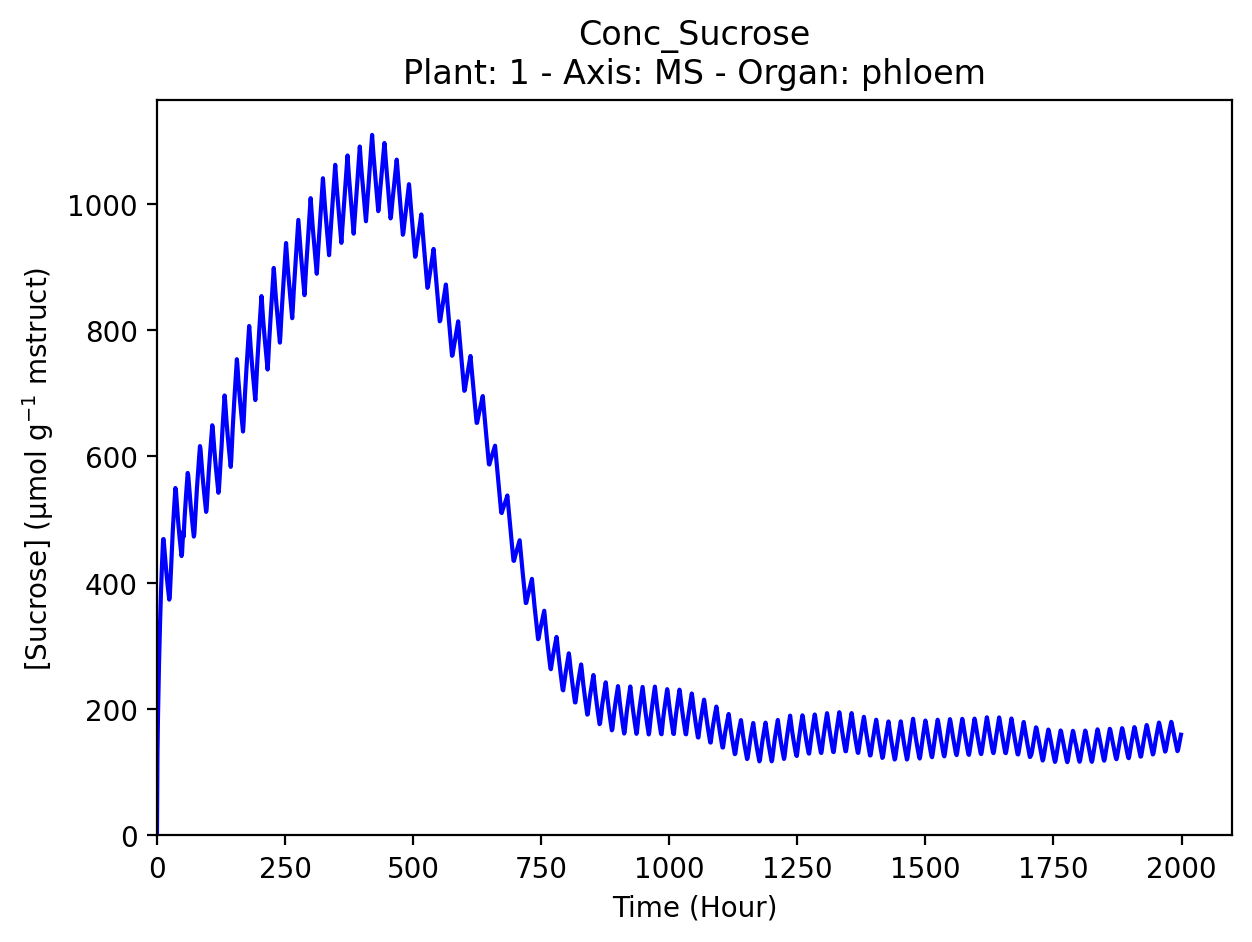 Conc_Sucrose
Plant: 1 - Axis: MS - Organ: phloem
[Sucrose] (µmol g⁻¹ mstruct)
1000
800
600
400
200
0
0 250 500 750 1000 1250 1500 1750 2000
Time (Hour)